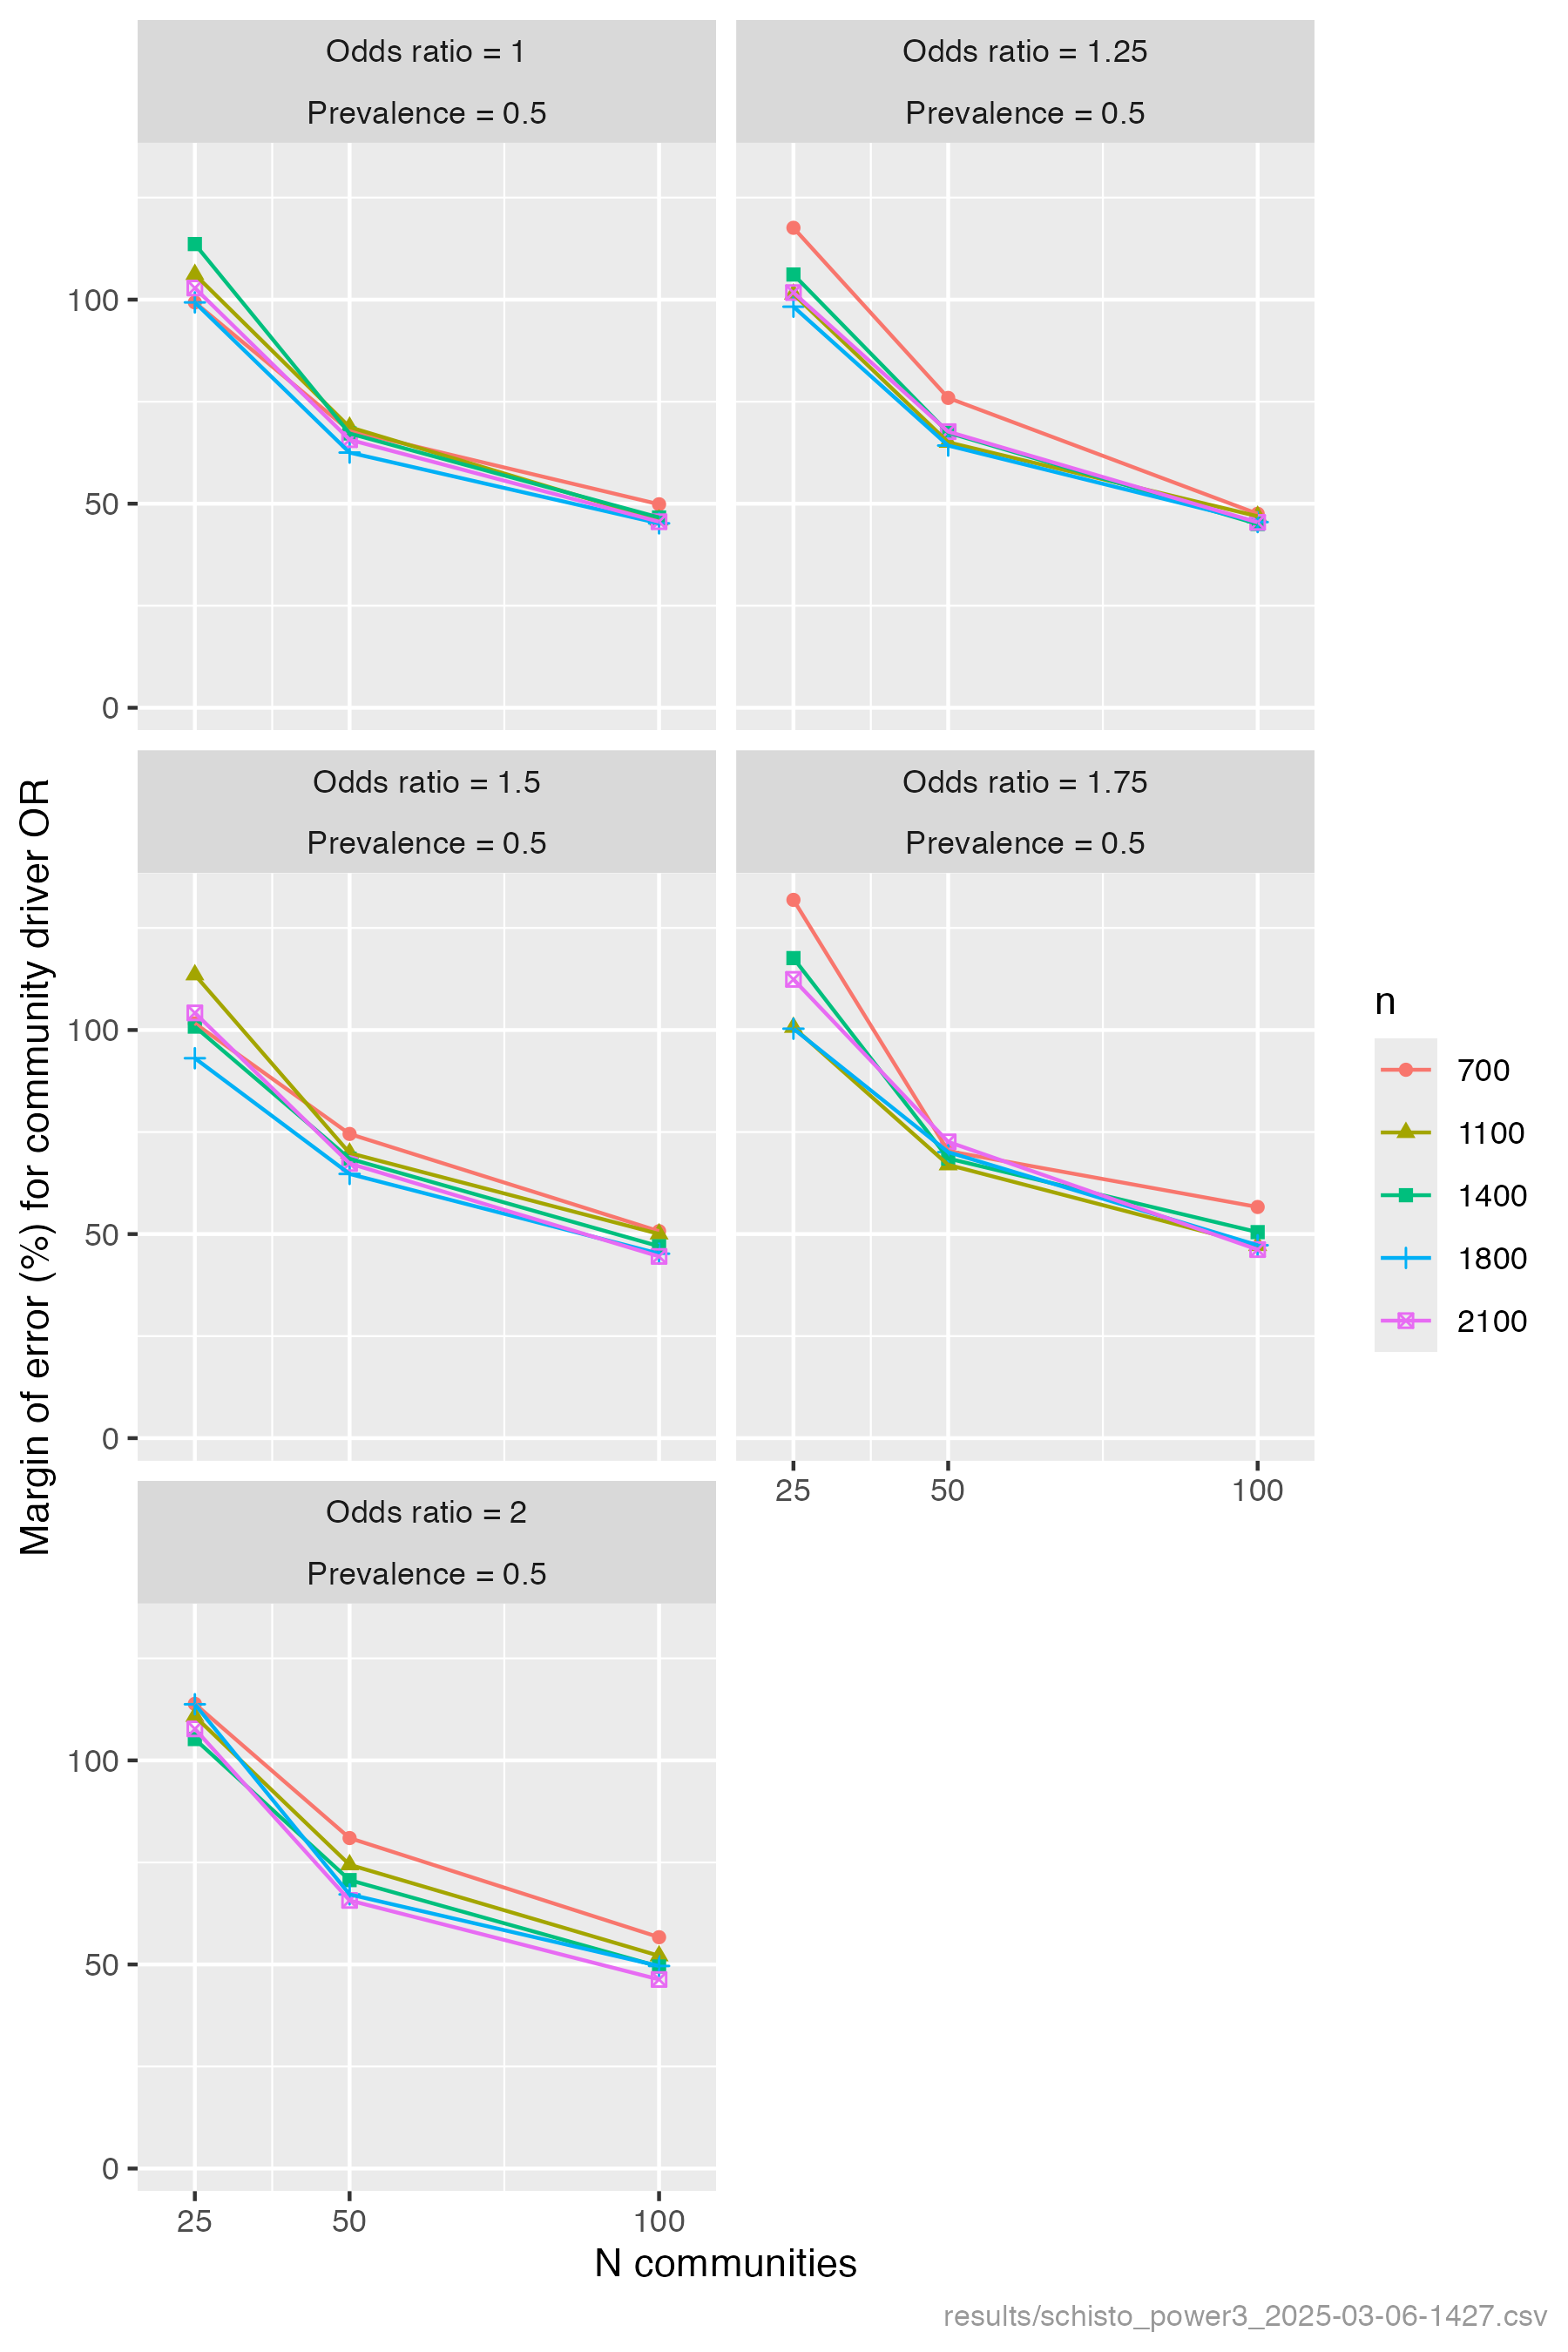 Odds ratio = 1
Prevalence = 0.5
Odds ratio = 1.25
Prevalence = 0.5
100
50
0
Odds ratio = 1.5
Prevalence = 0.5
Odds ratio = 1.75
Prevalence = 0.5
100
50
0
25
50
100
Odds ratio = 2
Prevalence = 0.5
100
50
0
25
50
100
N communities
Margin of error (%) for community driver OR
n
700
1100
1400
1800
2100
results/schisto_power3_2025-03-06-1427.csv